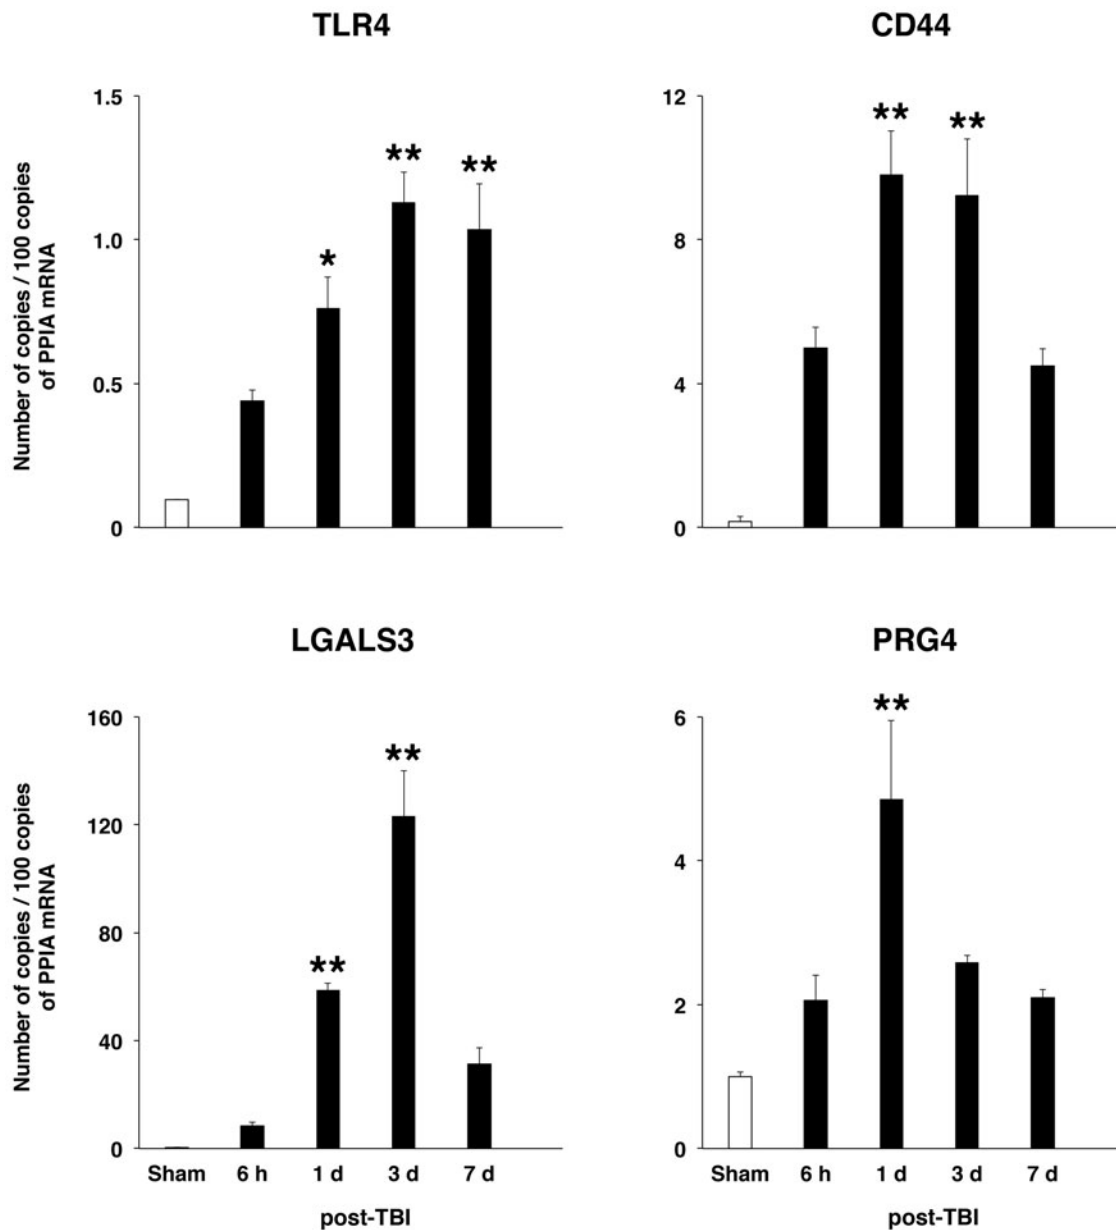 TLR4
CD44
Number of copies / 100 copies
of PPIA mRNA
1.5
1.0
0.5
0
*
**
**
12
8
4
0
**
**
LGALS3
PRG4
Number of copies / 100 copies
of PPIA mRNA
160
120
80
40
0
**
**
Sham 6 h 1 d 3 d 7 d
post-TBI
6
4
2
0
**
Sham 6 h 1 d 3 d 7 d
post-TBI